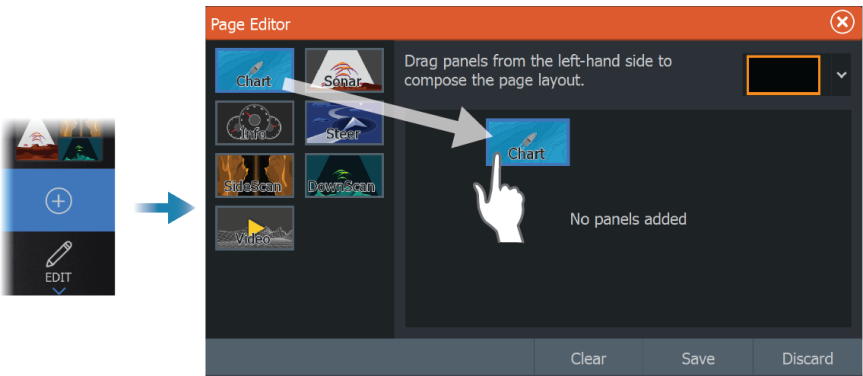 Page Editor
Chart
Sonar
Drag panels from the left-hand side to
compose the page layout.
Info
Steer
Chart
SideScan
DownScan
No panels added
Video
EDIT
Clear
Save
Discard